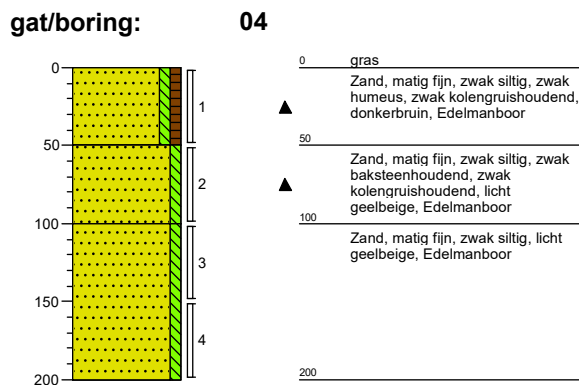 gat/boring: 04
0
50
100
150
200
1
2
3
4
0 gras
Zand, matig fijn, zwak siltig, zwak
humeus, zwak kolengruishoudend,
donkerbruin, Edelmanboor
50
Zand, matig fijn, zwak siltig, zwak
baksteenhoudend, zwak
kolengruishoudend, licht
geelbeige, Edelmanboor
100
Zand, matig fijn, zwak siltig, licht
geelbeige, Edelmanboor
200